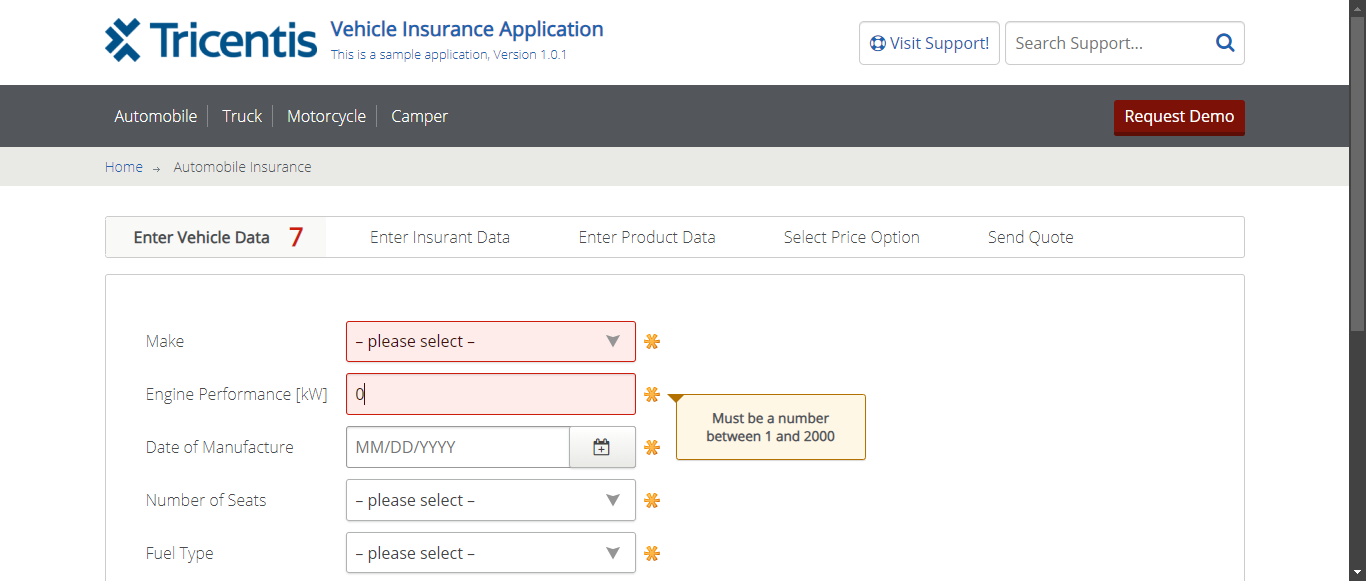 Tricentis
Vehicle Insurance Application
This is a sample application, Version 1.0.1
Visit Support!
Search Support...
Automobile
Truck
Motorcycle
Camper
Request Demo
Home → Automobile Insurance
Enter Vehicle Data 7
Enter Insurant Data
Enter Product Data
Select Price Option
Send Quote
Make
– please select –
Engine Performance [kW]
0
Must be a number
between 1 and 2000
Date of Manufacture
MM/DD/YYYY
Number of Seats
– please select –
Fuel Type
– please select –